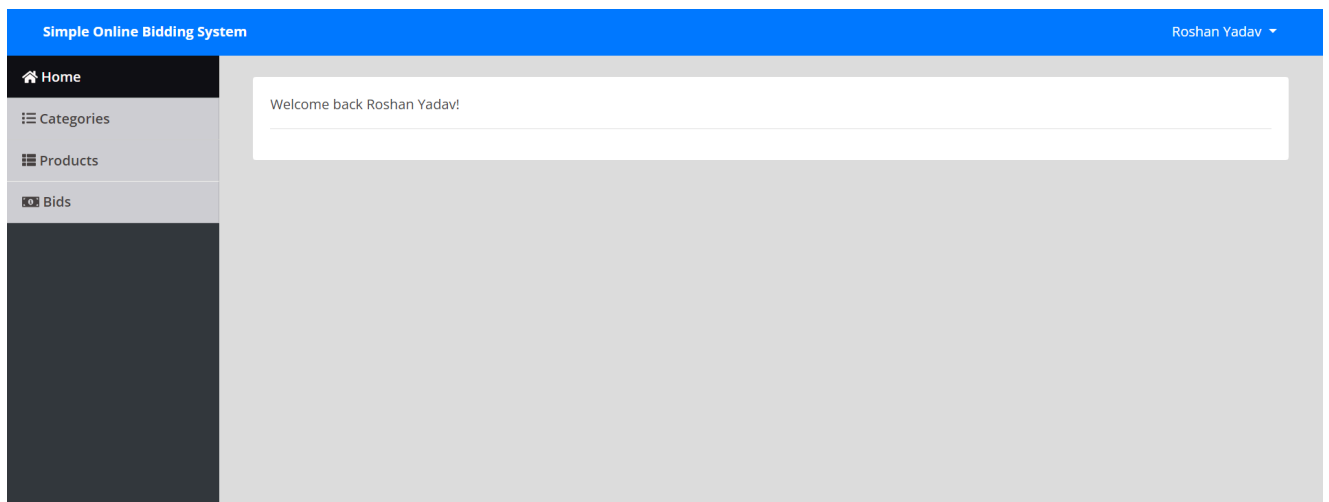 Simple Online Bidding System
Roshan Yadav
Home
Categories
Products
Bids
Welcome back Roshan Yadav!